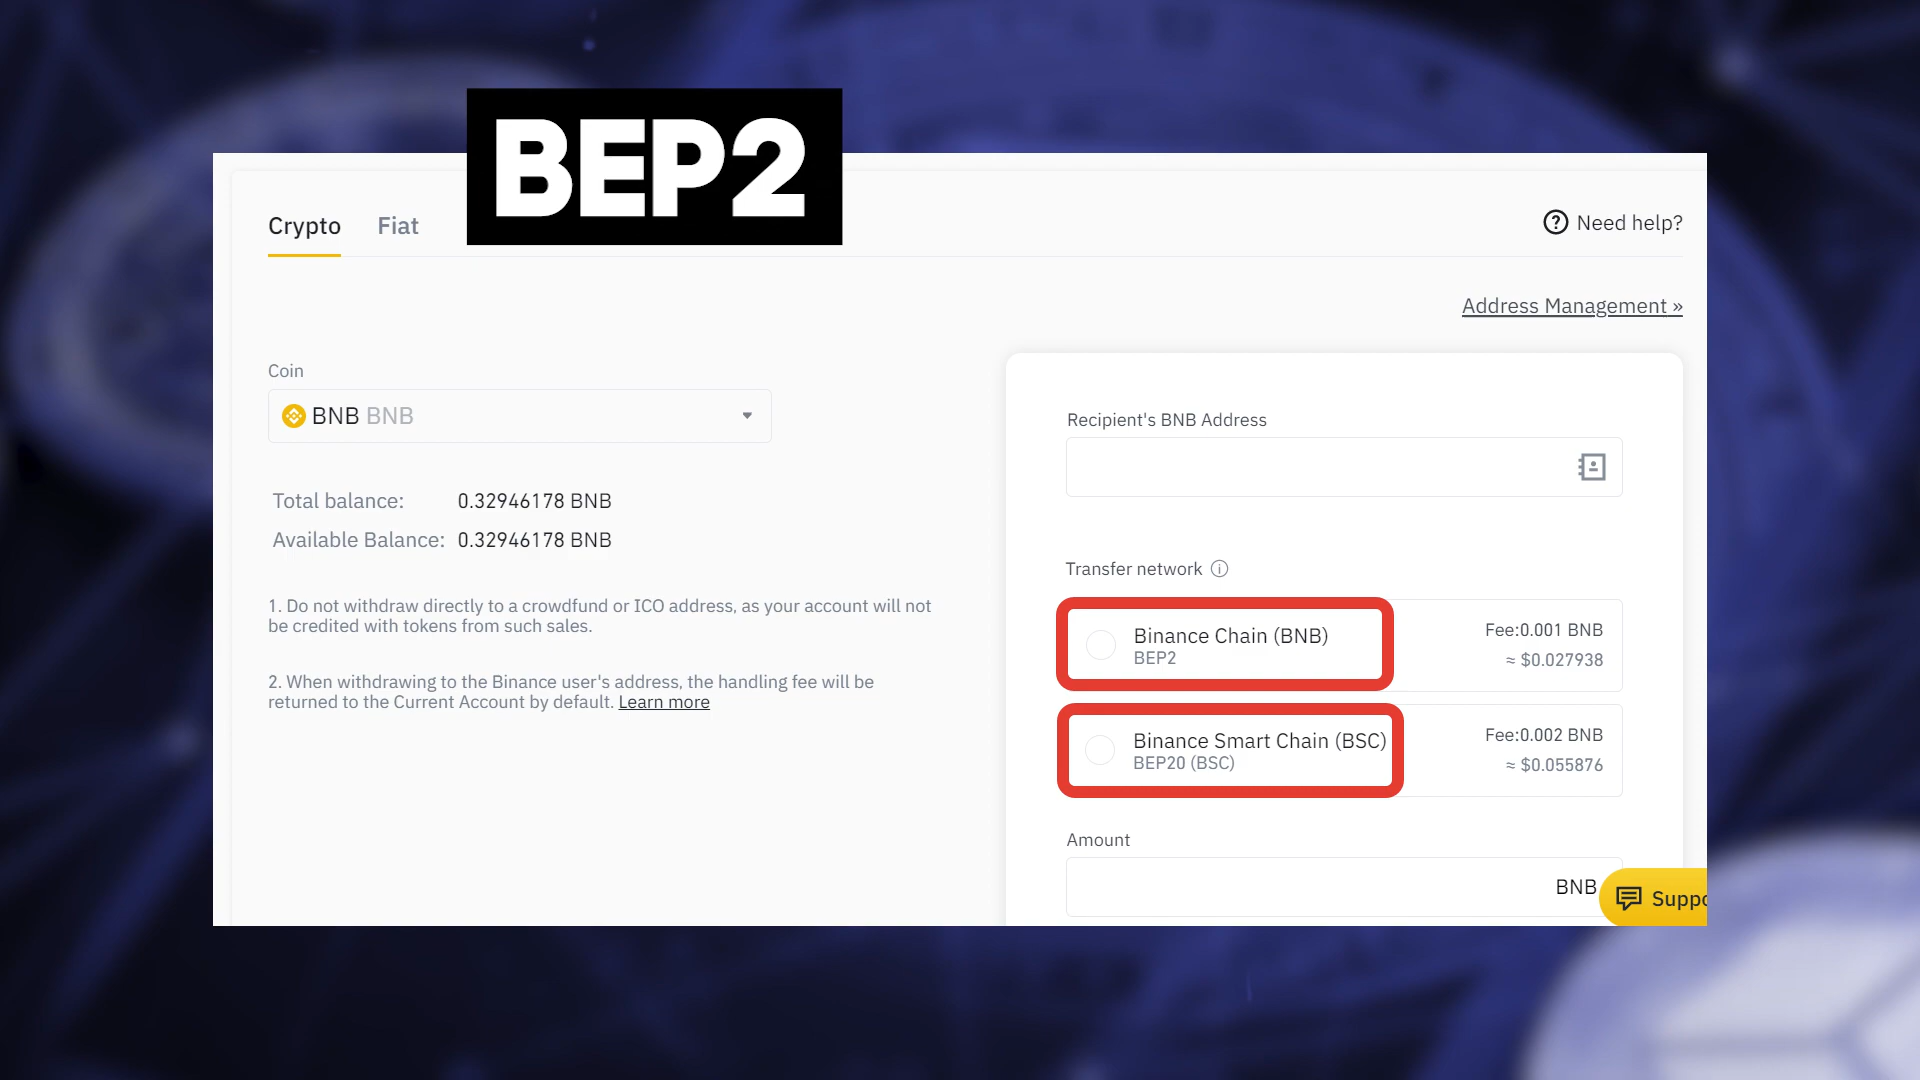 BEP2
Crypto
Fiat
Need help?
Address Management »
Coin
BNB BNB
Total balance: 0.32946178 BNB
Available Balance: 0.32946178 BNB
1. Do not withdraw directly to a crowdfund or ICO address, as your account will not
be credited with tokens from such sales.
2. When withdrawing to the Binance user's address, the handling fee will be
returned to the Current Account by default. Learn more
Recipient's BNB Address
Transfer network
Binance Chain (BNB)
BEP2
Fee:0.001 BNB
≈ $0.027938
Binance Smart Chain (BSC)
BEP20 (BSC)
Fee:0.002 BNB
≈ $0.055876
Amount
BNB
Suppo